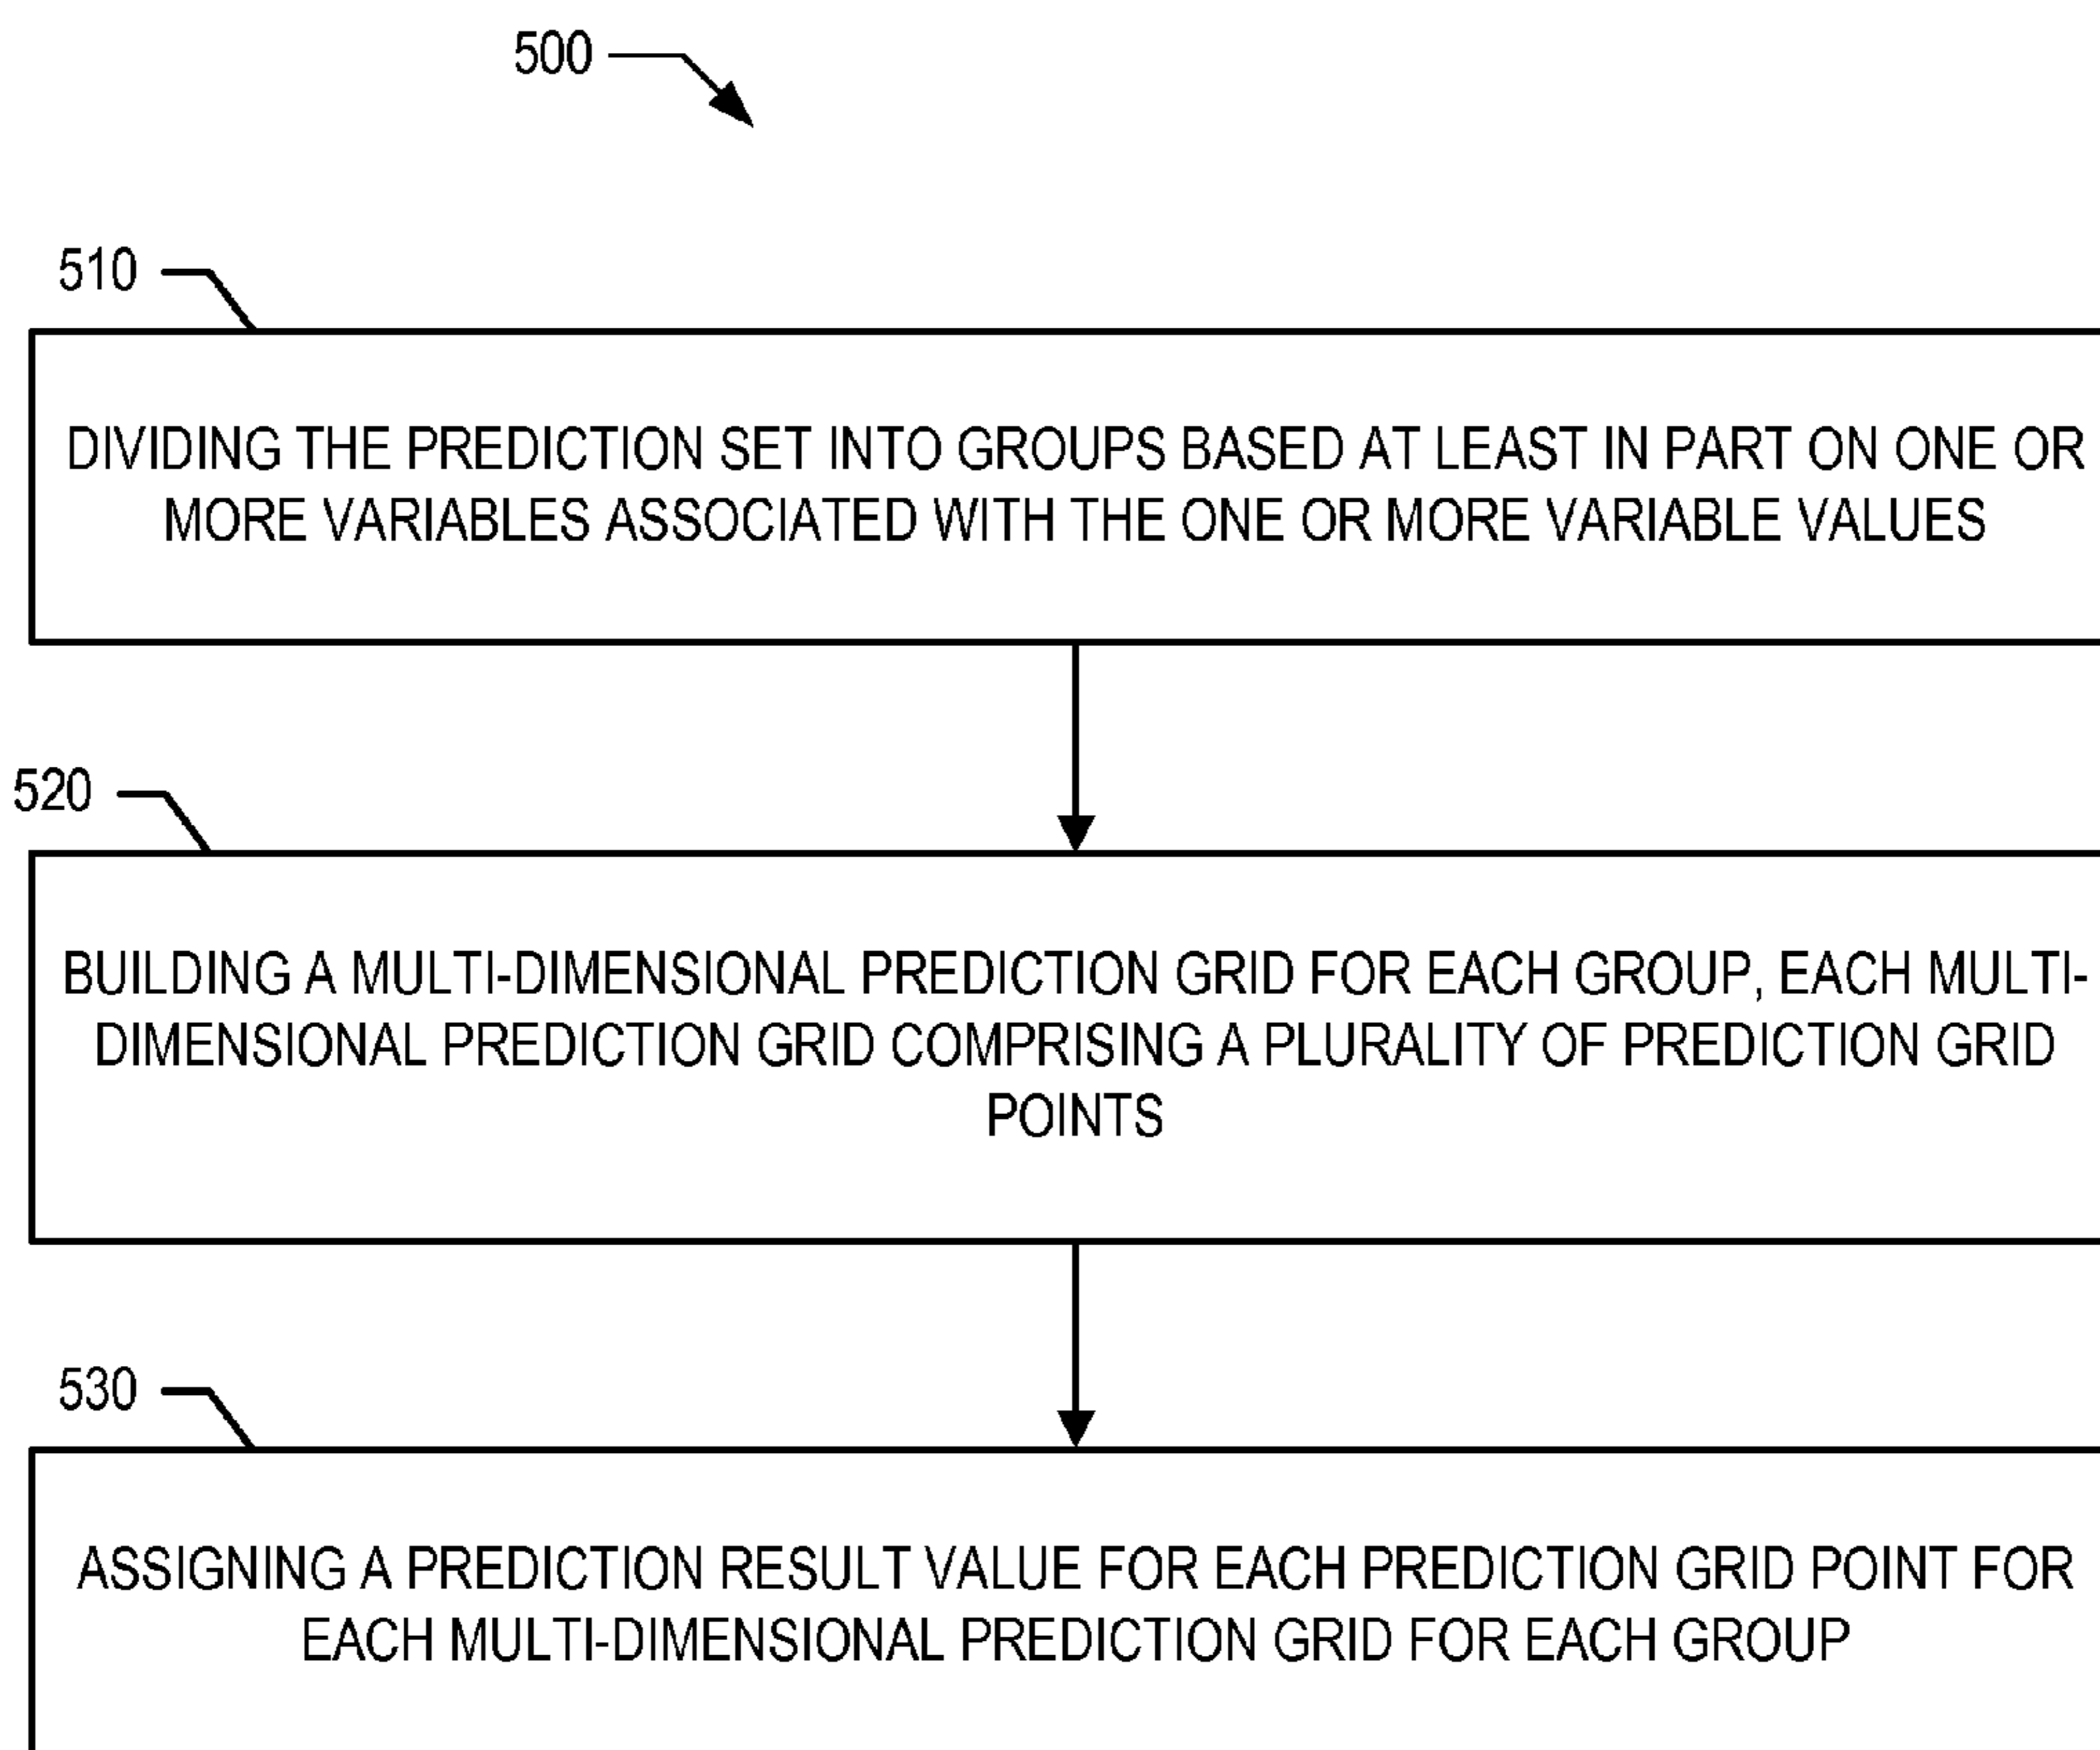 500
510
DIVIDING THE PREDICTION SET INTO GROUPS BASED AT LEAST IN PART ON ONE OR
MORE VARIABLES ASSOCIATED WITH THE ONE OR MORE VARIABLE VALUES
520
BUILDING A MULTI-DIMENSIONAL PREDICTION GRID FOR EACH GROUP, EACH MULTI-
DIMENSIONAL PREDICTION GRID COMPRISING A PLURALITY OF PREDICTION GRID
POINTS
530
ASSIGNING A PREDICTION RESULT VALUE FOR EACH PREDICTION GRID POINT FOR
EACH MULTI-DIMENSIONAL PREDICTION GRID FOR EACH GROUP